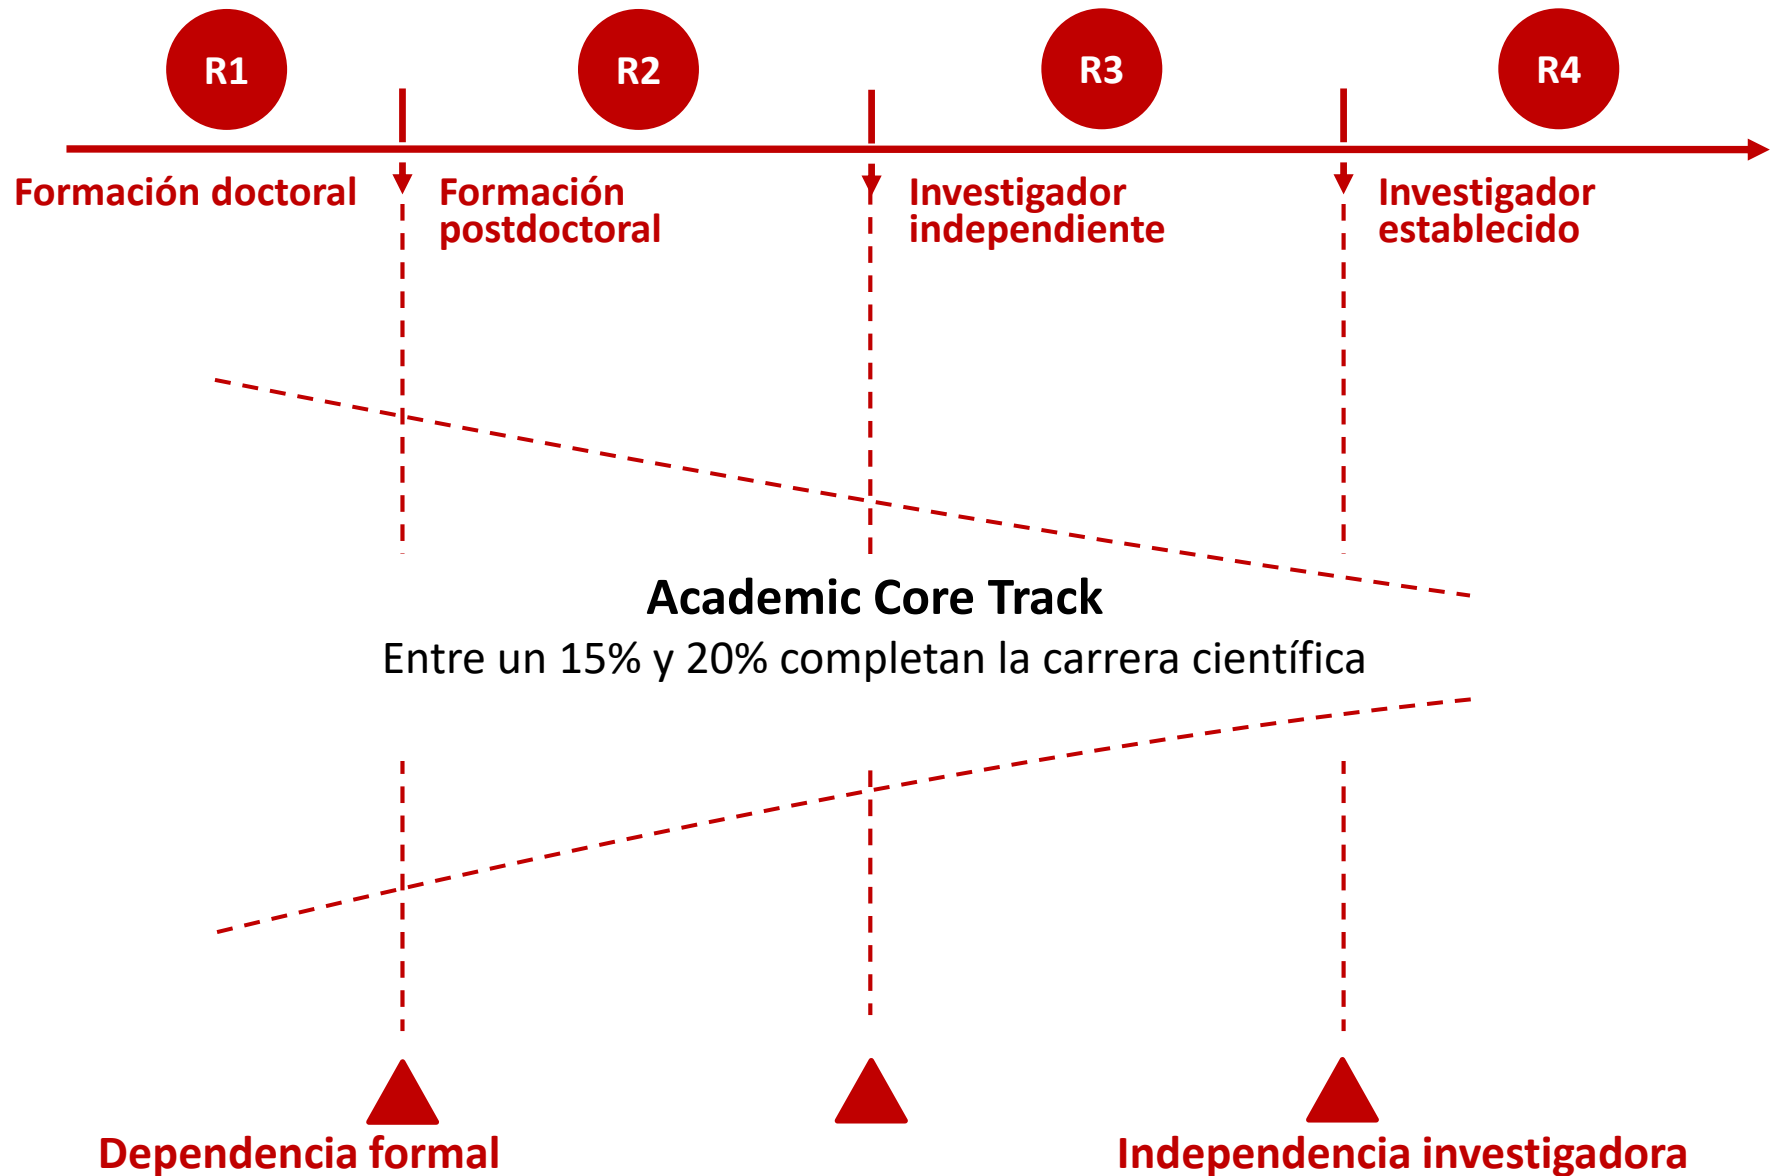 R1
R2
R3
R4
Formación doctoral
Formación
postdoctoral
Investigador
independiente
Investigador
establecido
Academic Core Track
Entre un 15% y 20% completan la carrera científica
Dependencia formal
Independencia investigadora